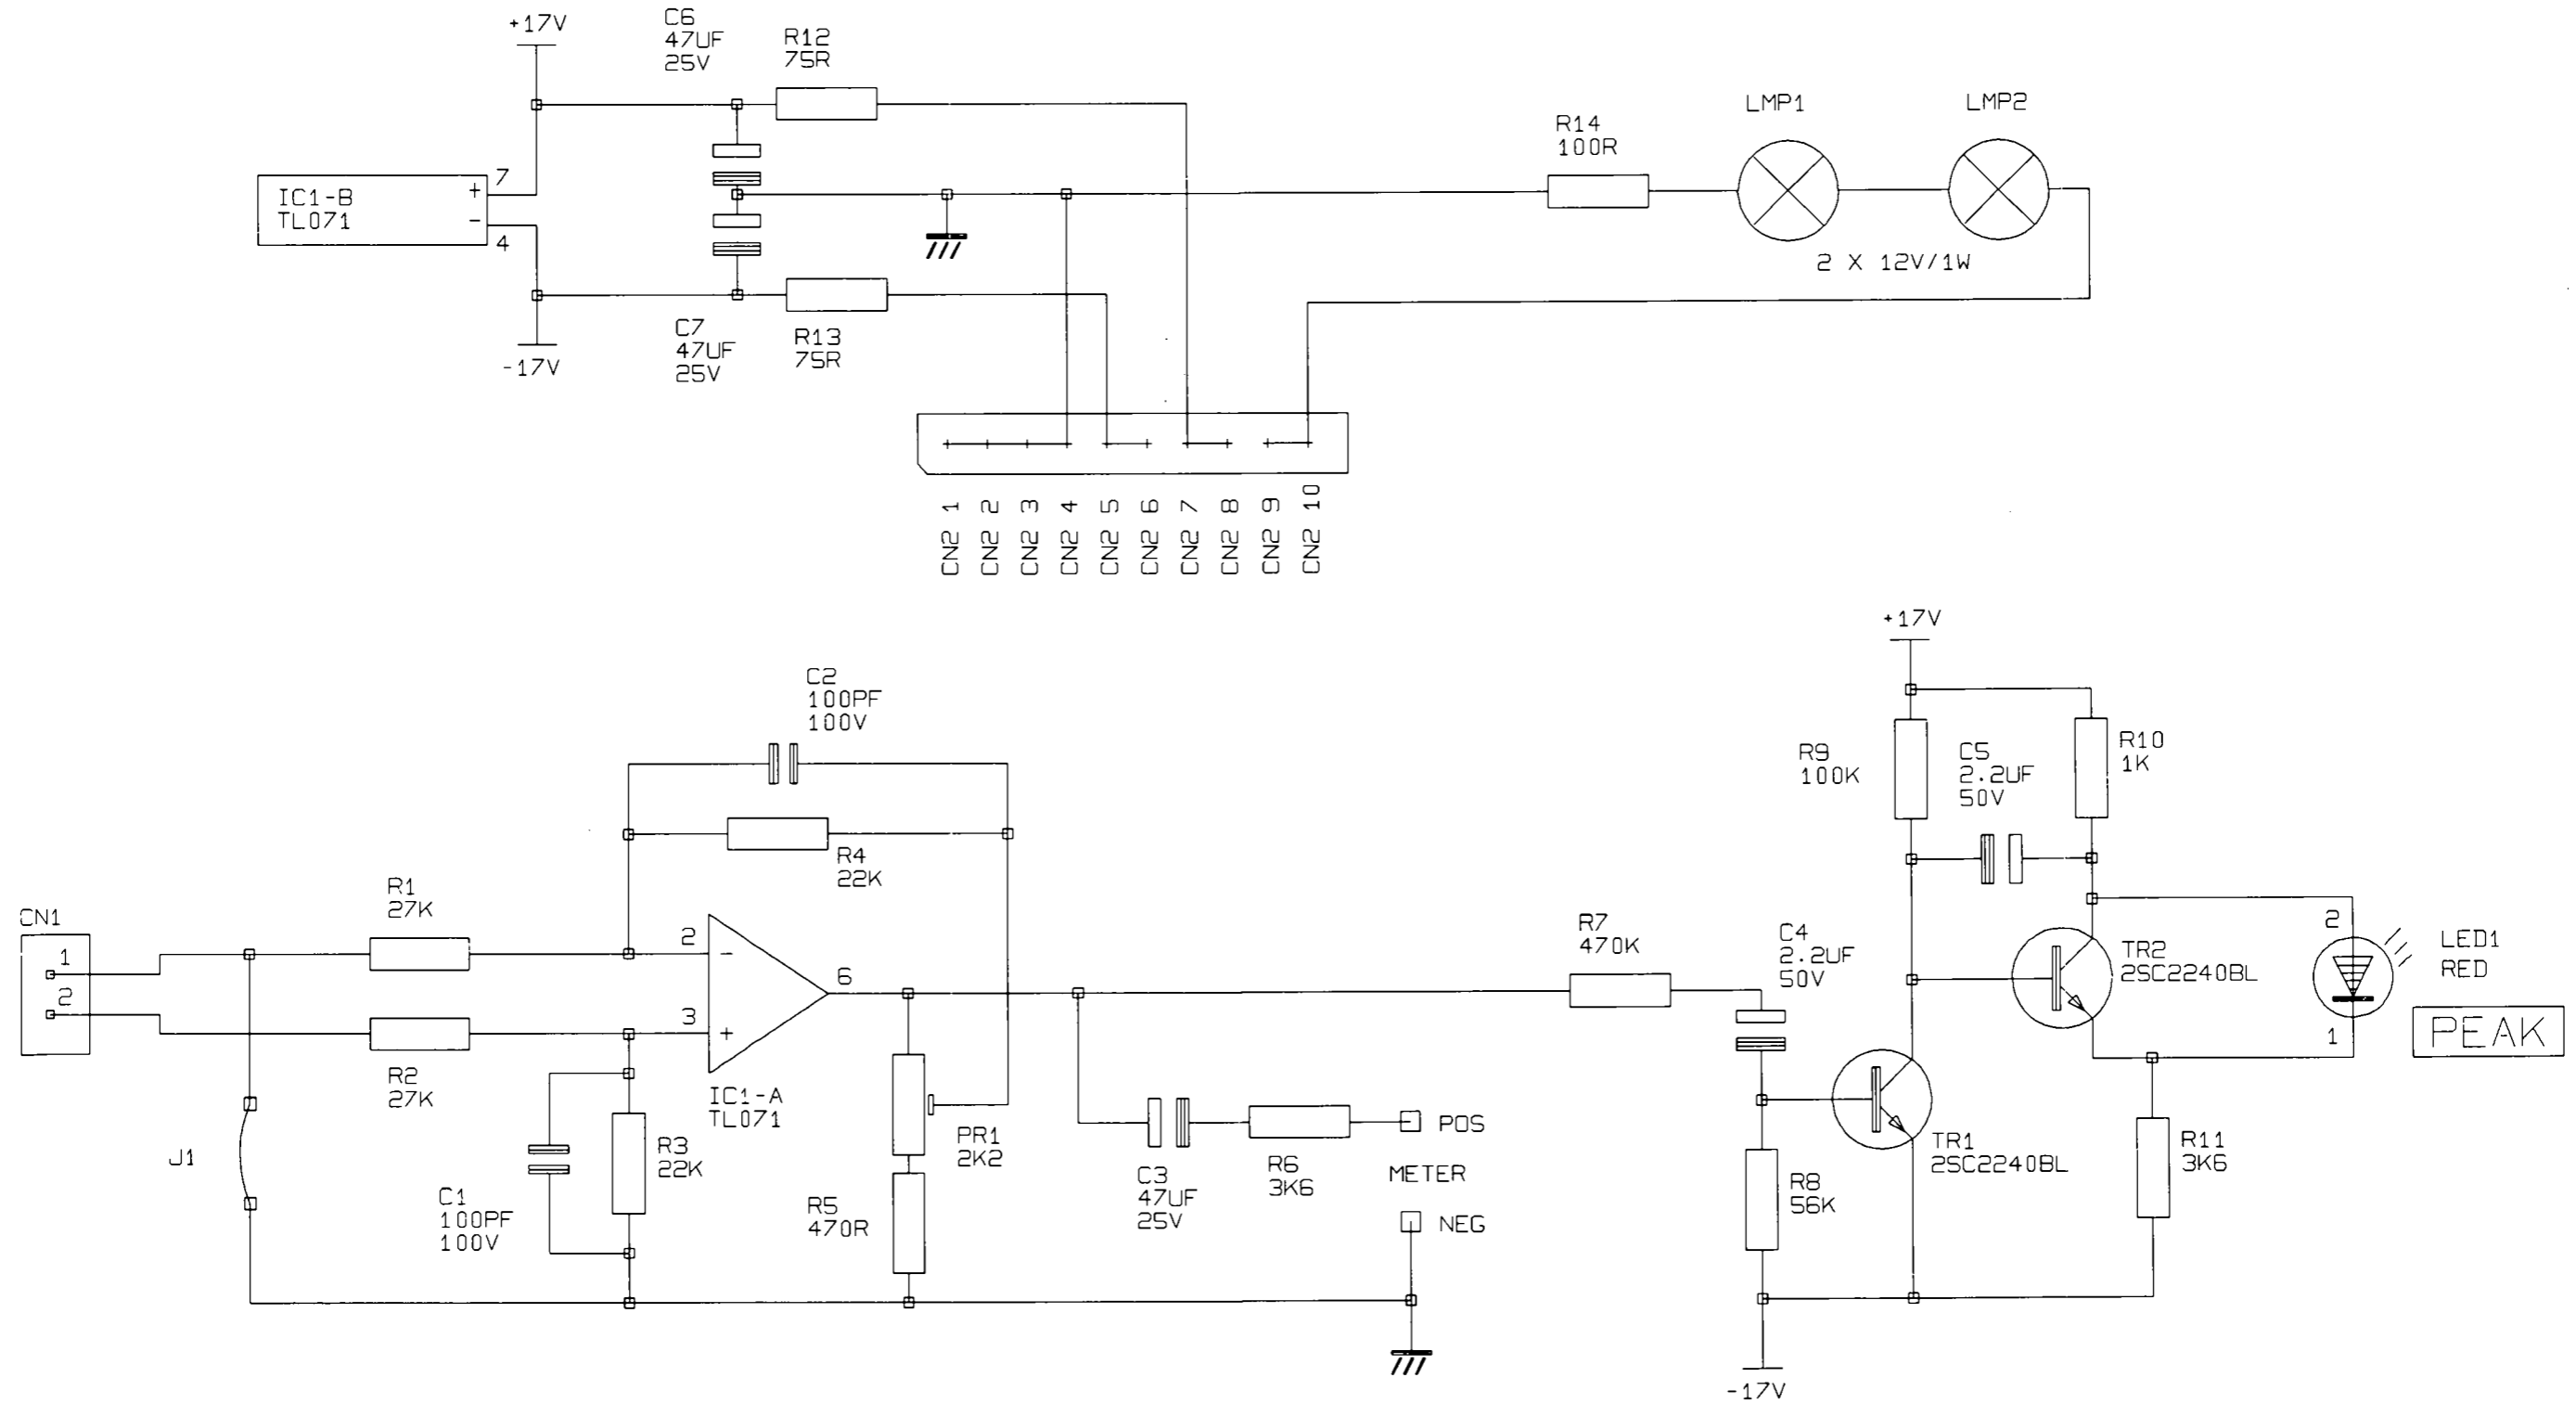 +17V
C6
47UF
25V
R12
75R
IC1-B
TL071
+
-
7
4
C7
47UF
25V
R13
75R
-17V
R14
100R
LMP1
LMP2
2 X 12V/1W
CN2 1
CN2 2
CN2 3
CN2 4
CN2 5
CN2 6
CN2 7
CN2 8
CN2 9
CN2 10
C2
100PF
100V
R4
22K
CN1
1
2
R1
27K
R2
27K
2
-
3
+
6
IC1-A
TL071
J1
C1
100PF
100V
R3
22K
PR1
2K2
R5
470R
C3
47UF
25V
R6
3K6
POS
METER
NEG
+17V
R9
100K
C5
2.2UF
50V
R10
1K
R7
470K
C4
2.2UF
50V
TR2
2SC2240BL
2
1
LED1
RED
PEAK
TR1
2SC2240BL
R8
56K
R11
3K6
-17V